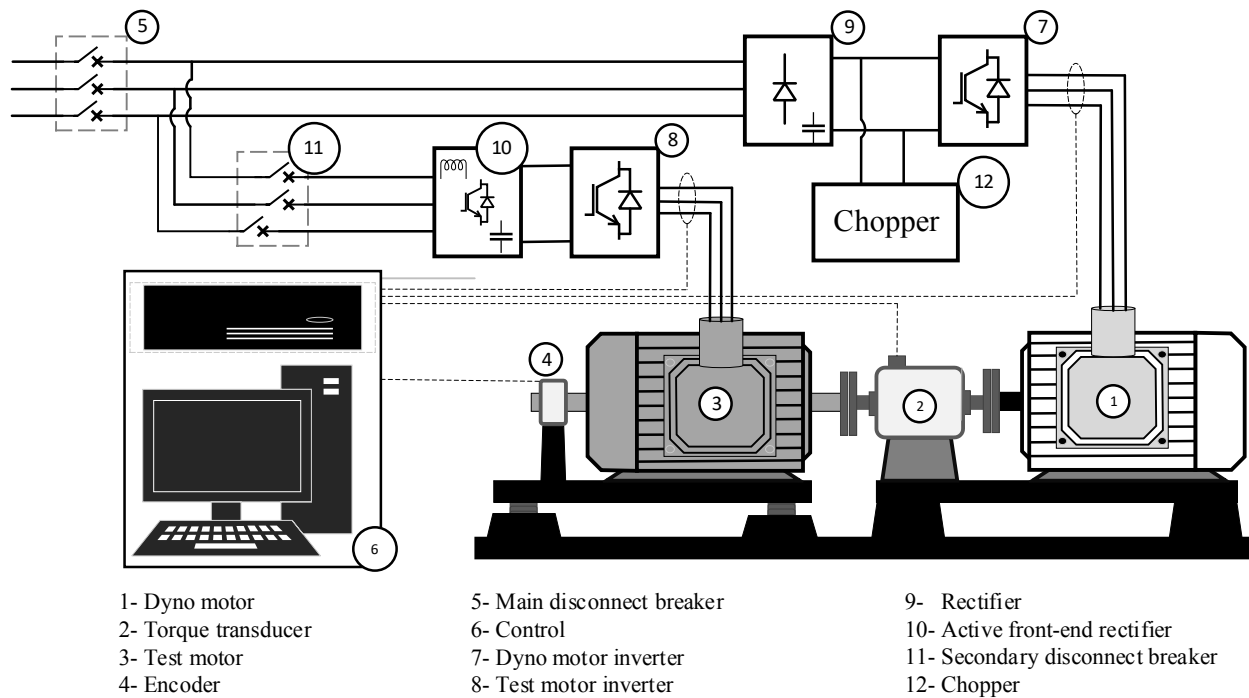 5
9
7
11
10
8
12
Chopper
4
3
2
1
6
1- Dyno motor
2- Torque transducer
3- Test motor
4- Encoder
5- Main disconnect breaker
6- Control
7- Dyno motor inverter
8- Test motor inverter
9- Rectifier
10- Active front-end rectifier
11- Secondary disconnect breaker
12- Chopper